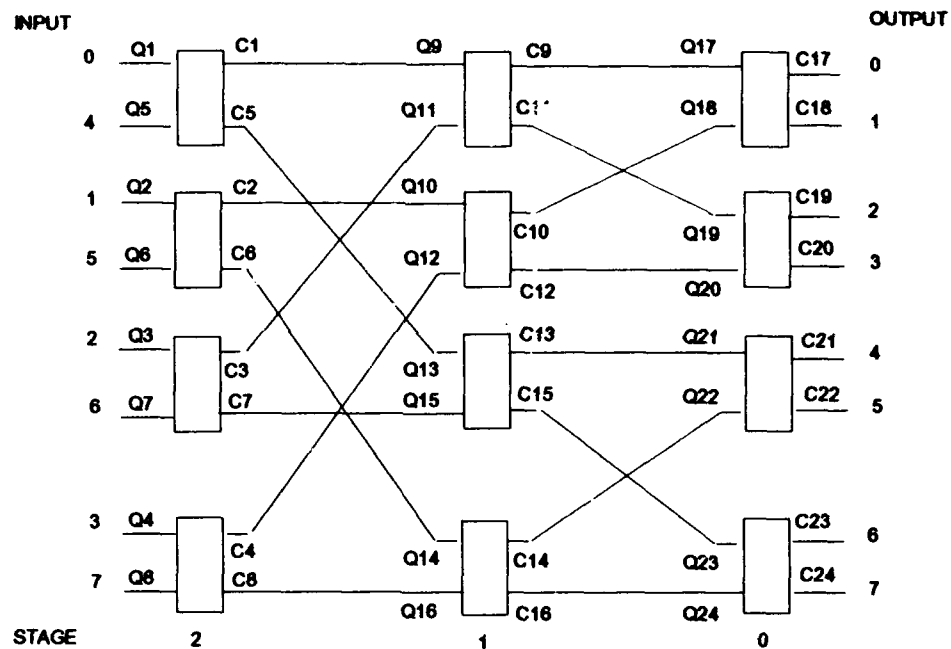 INPUT OUTPUT
0 Q1 C1 Q9 C9 Q17 C17 0
4 Q5 C5 Q11 Q18 C18 1
1 Q2 C2 Q10 C10 C19 2
5 Q6 C6 Q12 C12 Q19 Q20 C20 3
2 Q3 C3 Q13 C13 Q21 C21 4
6 Q7 C7 Q15 C15 Q22 C22 5
3 Q4 C4 Q14 C14 Q23 C23 6
7 C8 Q16 C16 Q24 C24 7
STAGE 2 1 0